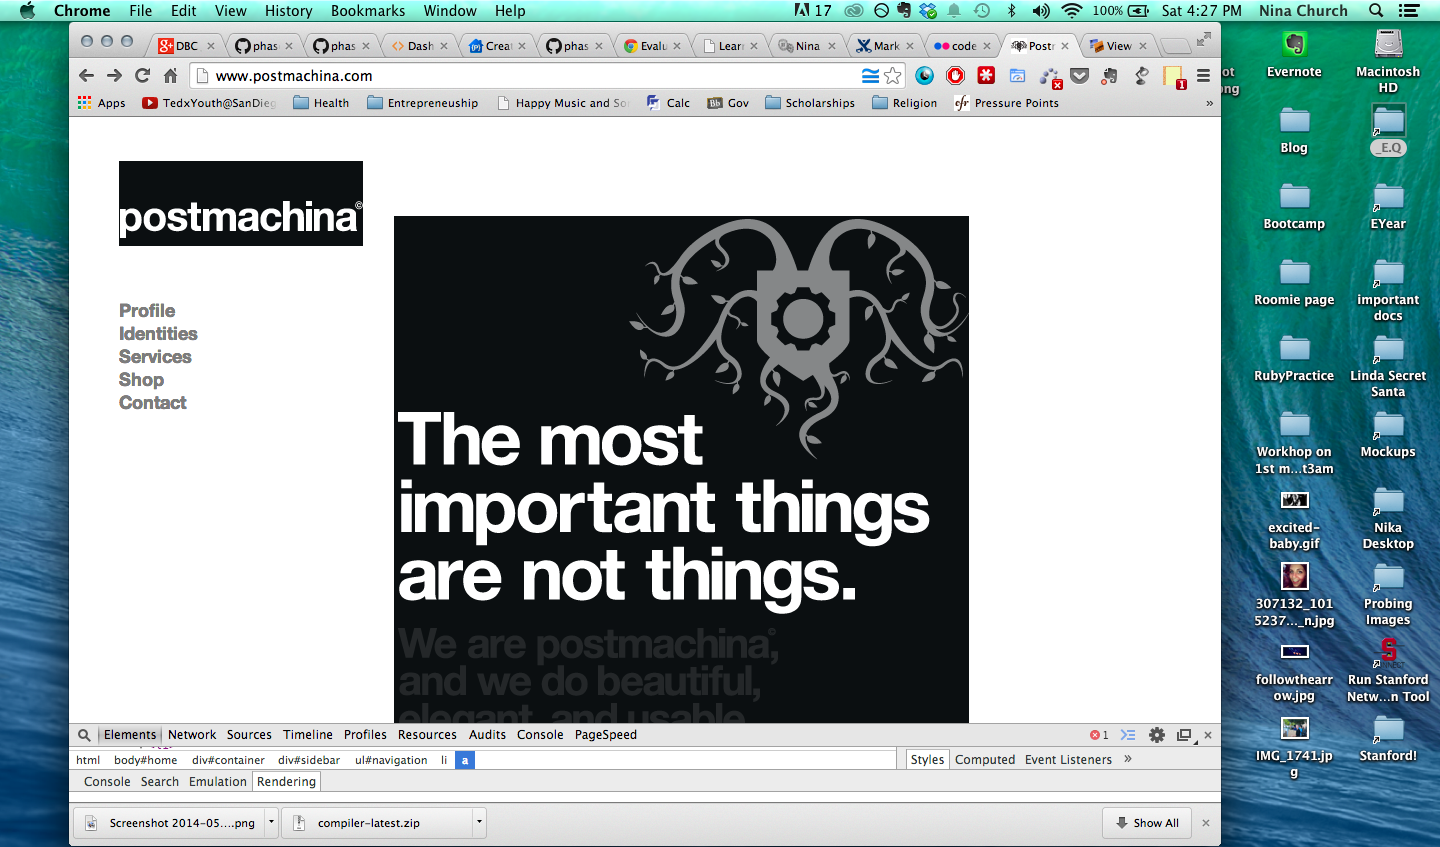 Chrome File Edit View History Bookmarks Window Help 17 100% Sat 4:27 PM Nina Church
DBC phas phas Dash Creat phas Evalu Learn Nina Mark code Postr View
www.postmachina.com
Apps TedxYouth@SanDieg Health Entrepreneuship Happy Music and So Calc Bb Gov Scholarships Religion cfr Pressure Points »
postmachina©
Profile
Identities
Services
Shop
Contact
The most
important things
are not things.
We are postmachina,
and we do beautiful,
elegant, and usable
Elements Network Sources Timeline Profiles Resources Audits Console PageSpeed 1
html body#home div#container div#sidebar ul#navigation li a Styles Computed Event Listeners »
Console Search Emulation Rendering
Screenshot 2014-05....png compiler-latest.zip Show All
Evernote
Macintosh
HD
Blog
_E.Q
Bootcamp
EYear
Roomie page
important
docs
RubyPractice
Linda Secret
Santa
Workhop on
1st m...t3am
Mockups
excited-
baby.gif
Nika
Desktop
307132_101
5237..._n.jpg
Probing
Images
followthearr
ow.jpg
Run Stanford
Netw...n Tool
IMG_1741.jp
g
Stanford!